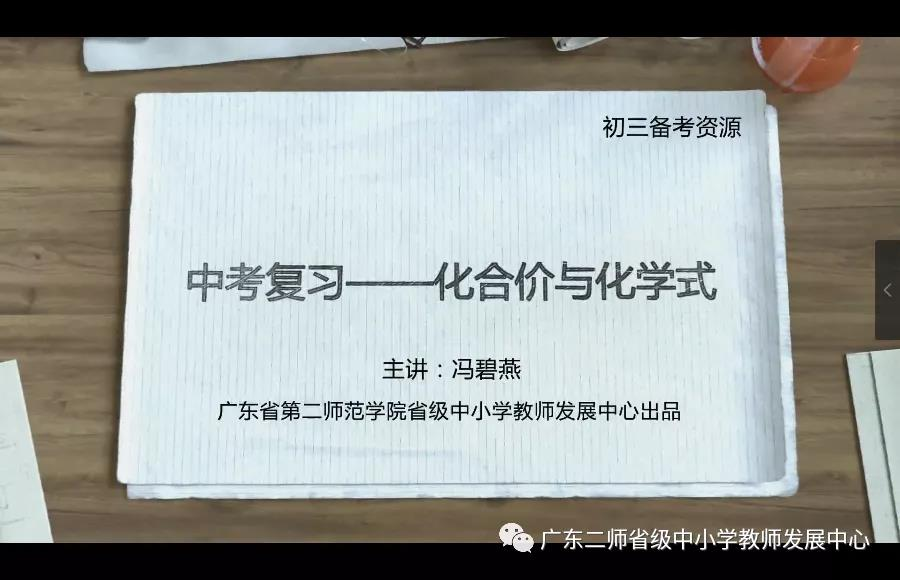 初三备考资源
中考复习——化合价与化学式
主讲：冯碧燕
广东省第二师范学院省级中小学教师发展中心出品
广东二师省级中小学教师发展中心